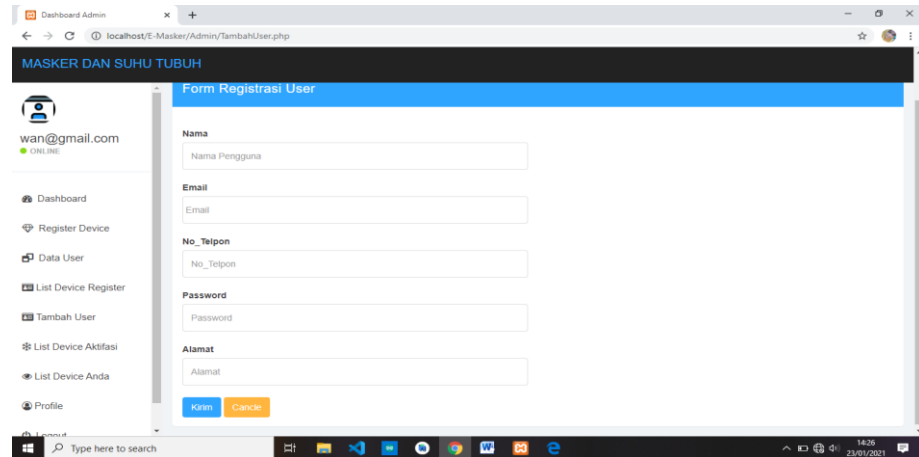 Dashboard Admin
localhost/E-Masker/Admin/TambahUser.php
MASKER DAN SUHU TUBUH
wan@gmail.com
ONLINE
Dashboard
Register Device
Data User
List Device Register
Tambah User
List Device Aktifasi
List Device Anda
Profile
Logout
Form Registrasi User
Nama
Nama Pengguna
Email
Email
No_Telpon
No_Telpon
Password
Password
Alamat
Alamat
Kirim
Cancle
Type here to search
14:26
23/01/2021